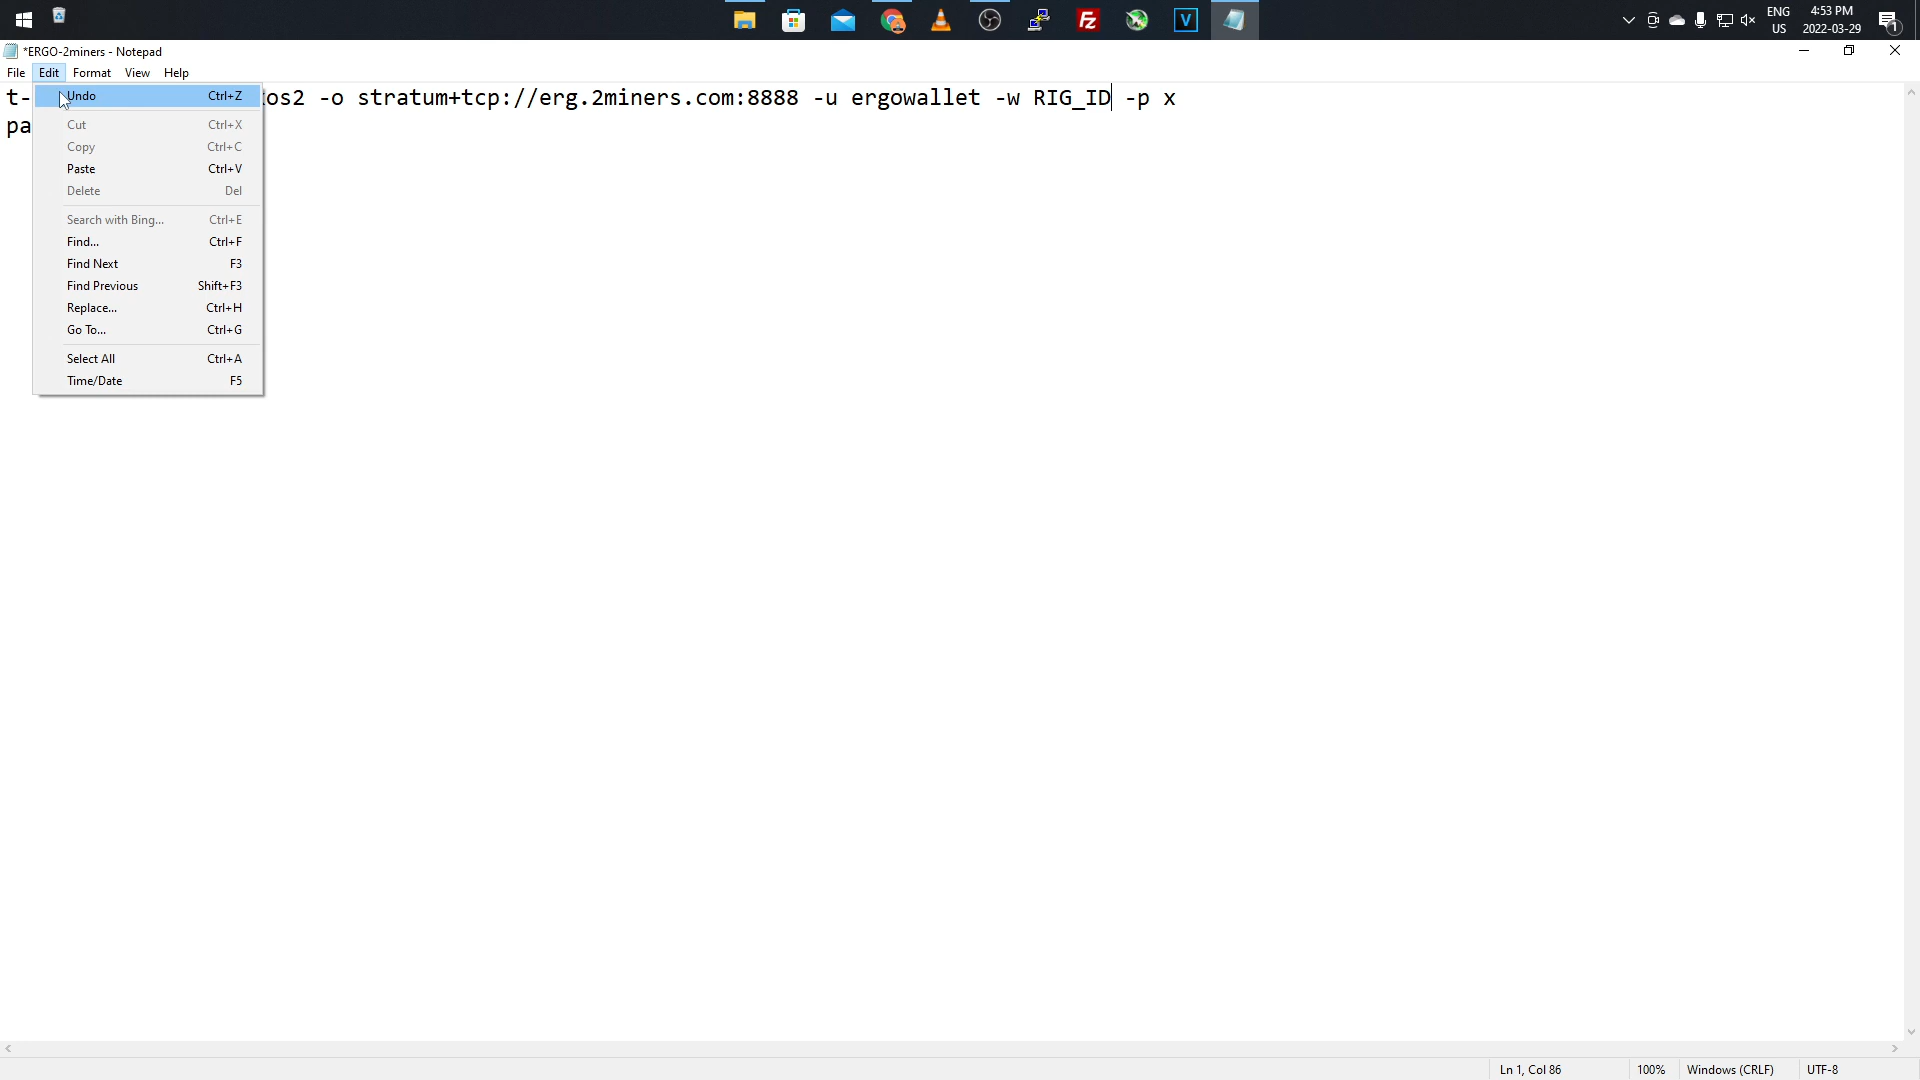 ENG 4:53 PM
US 2022-03-29 1
*ERGO-2miners - Notepad
File Edit Format View Help
t- os2 -o stratum+tcp://erg.2miners.com:8888 -u ergowallet -w RIG_ID -p x
pa
Undo Ctrl+Z
Cut Ctrl+X
Copy Ctrl+C
Paste Ctrl+V
Delete Del
Search with Bing... Ctrl+E
Find... Ctrl+F
Find Next F3
Find Previous Shift+F3
Replace... Ctrl+H
Go To... Ctrl+G
Select All Ctrl+A
Time/Date F5
Ln 1, Col 86 100% Windows (CRLF) UTF-8